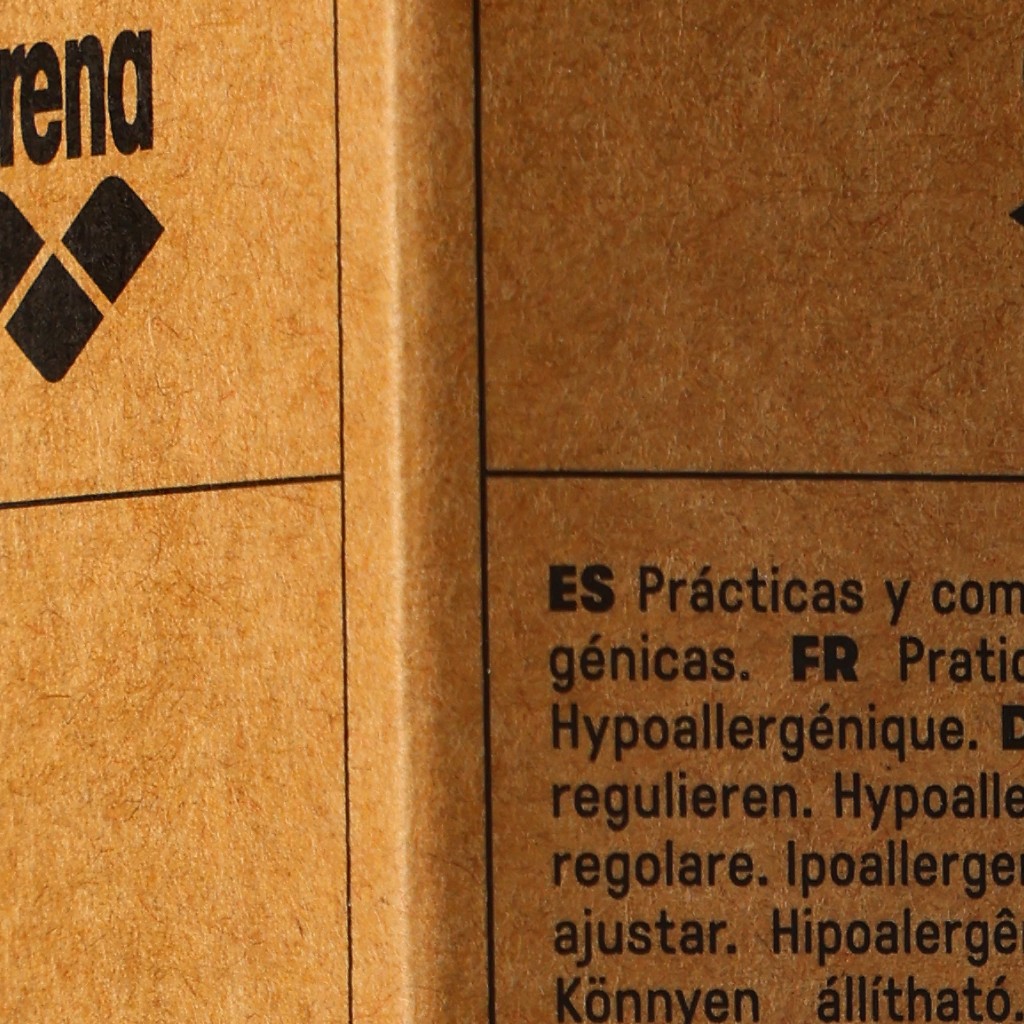 rena
ES Prácticas y com
génicas. FR Pratic
Hypoallergénique. D
regulieren. Hypoalle
regolare. Ipoallerge
ajustar. Hipoalergê
Könnyen állítható.